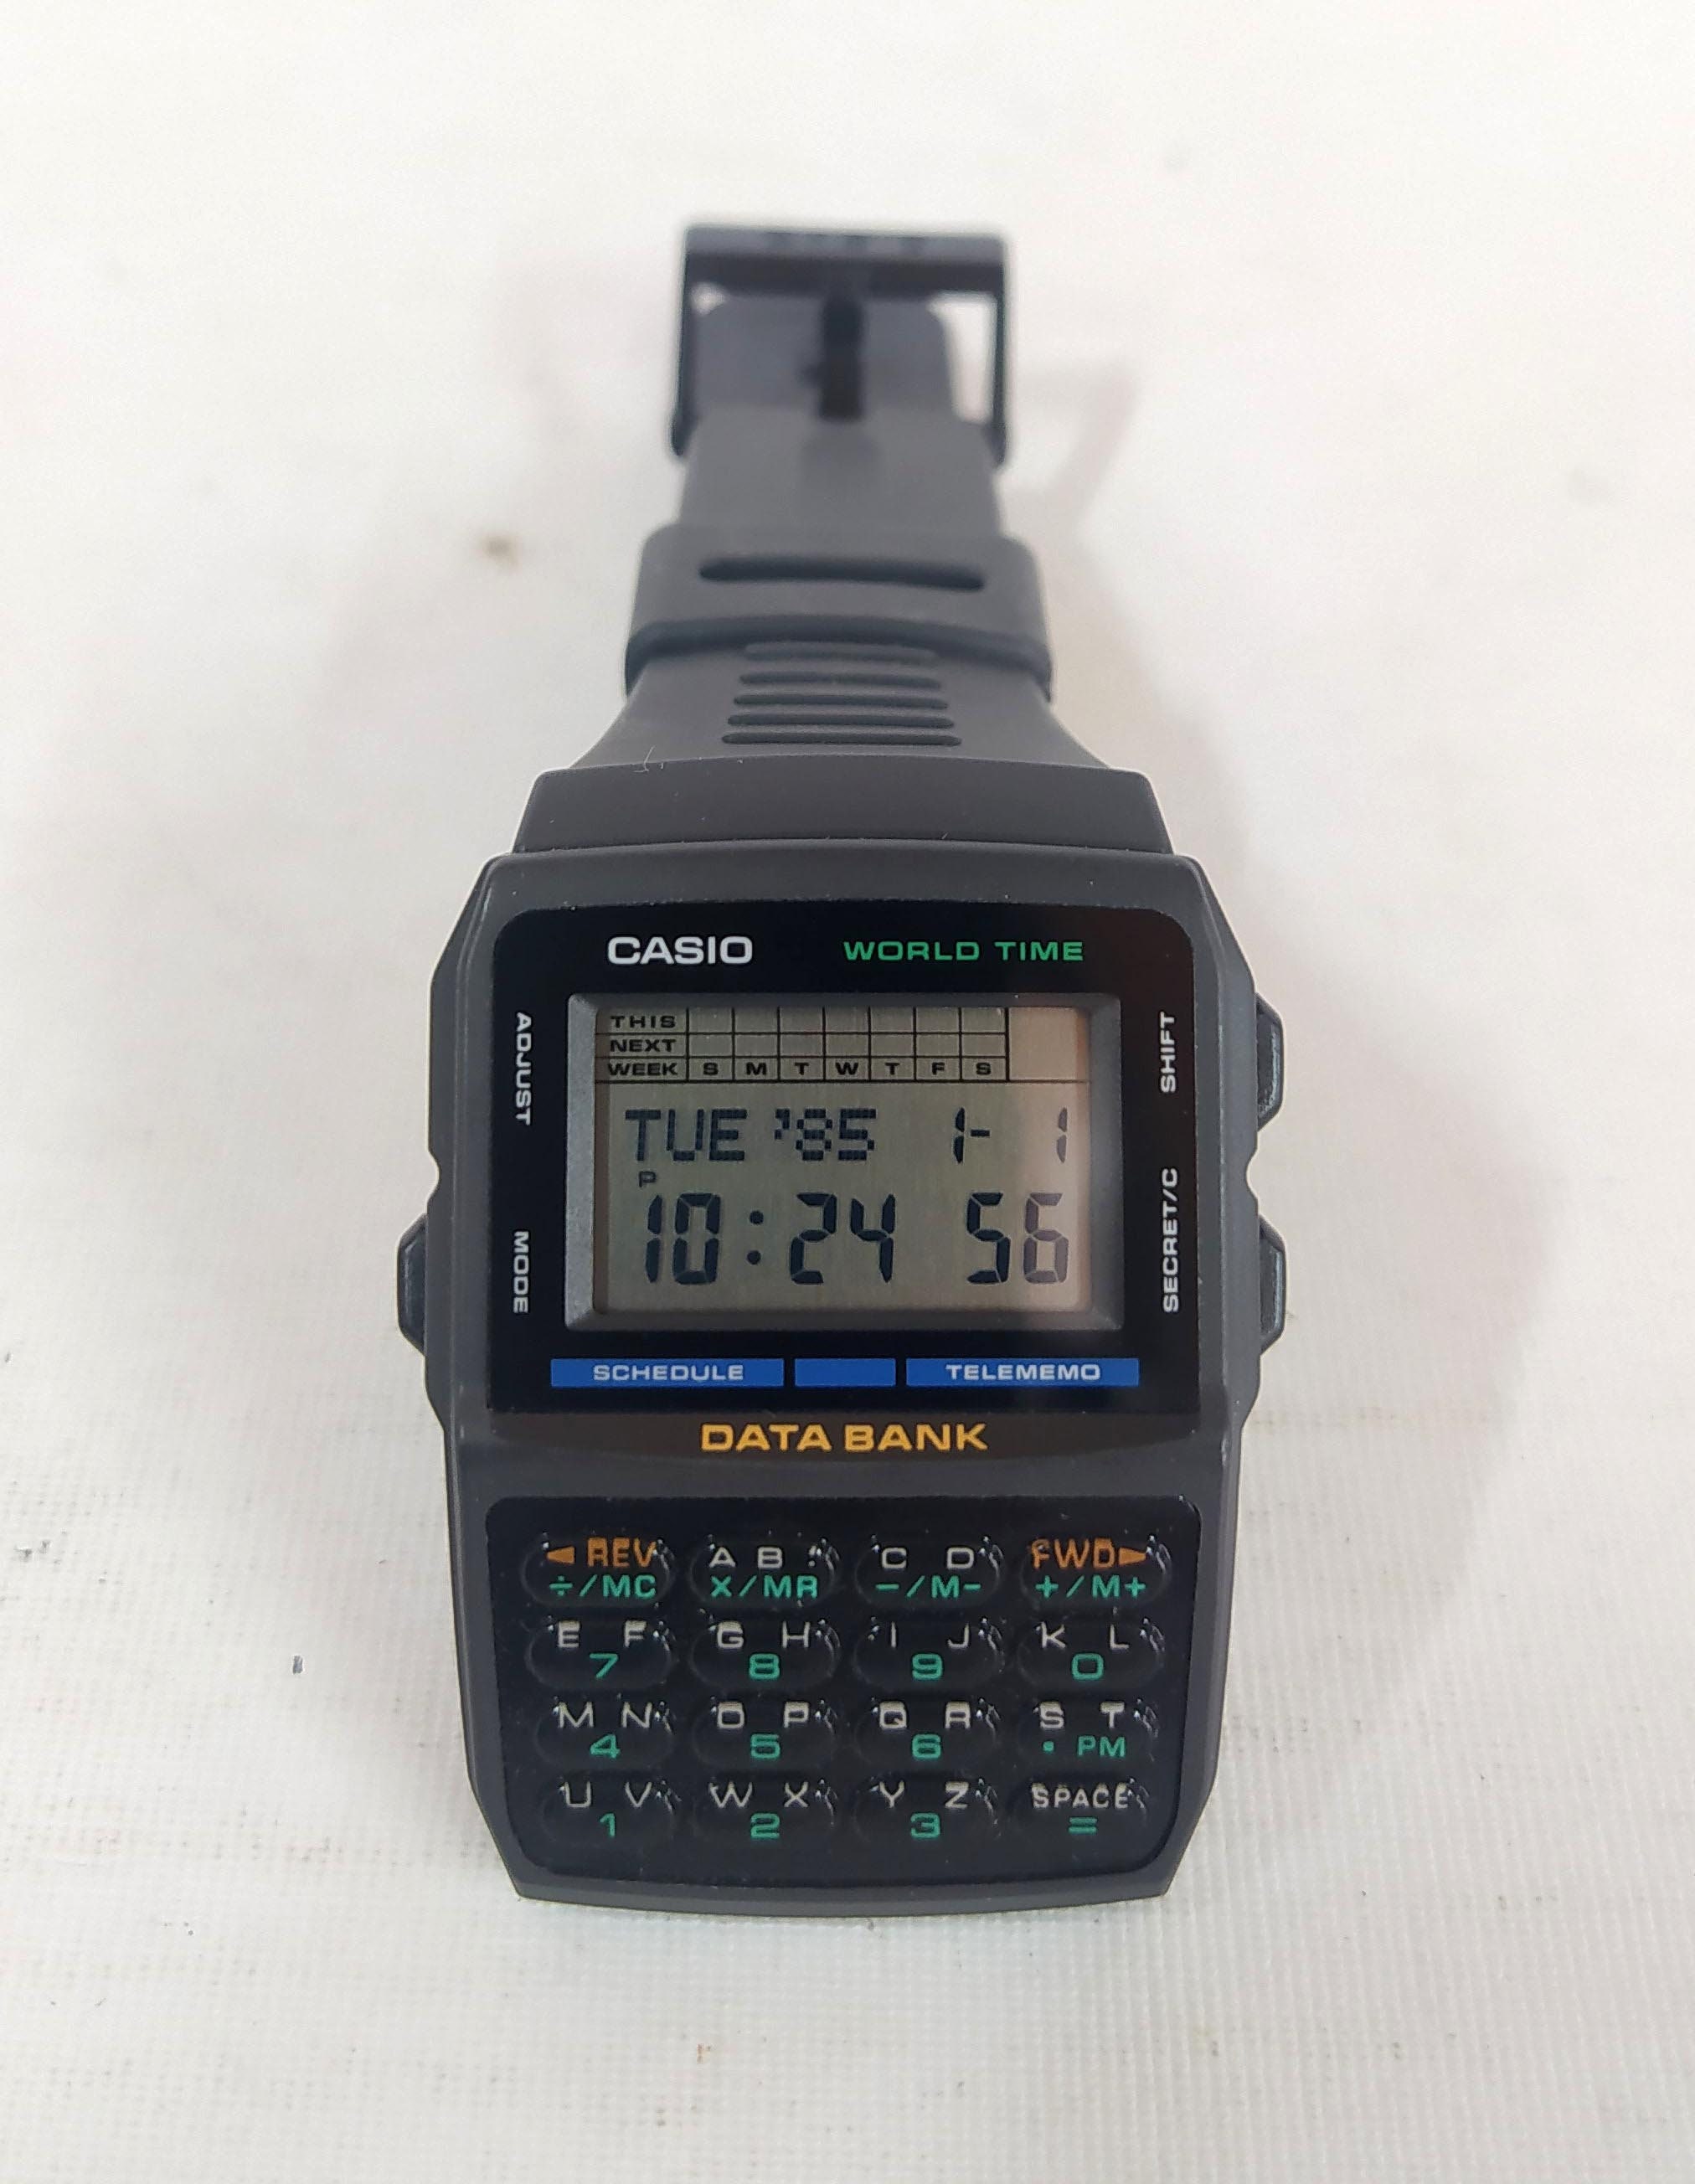 CASIO WORLD TIME
ADJUST
MODE
SHIFT
SECRET/C
THIS
NEXT
WEEK S M T W T F S
TUE '85 1- 1
P
10:24 56
SCHEDULE TELEMEMO
DATA BANK
◄REV A B : C D FWD►
÷/MC X/MR -/M- +/M+
E F G H I J K L
7 8 9 0
M N O P Q R S T
4 5 6 · PM
U V W X Y Z SPACE
1 2 3 =